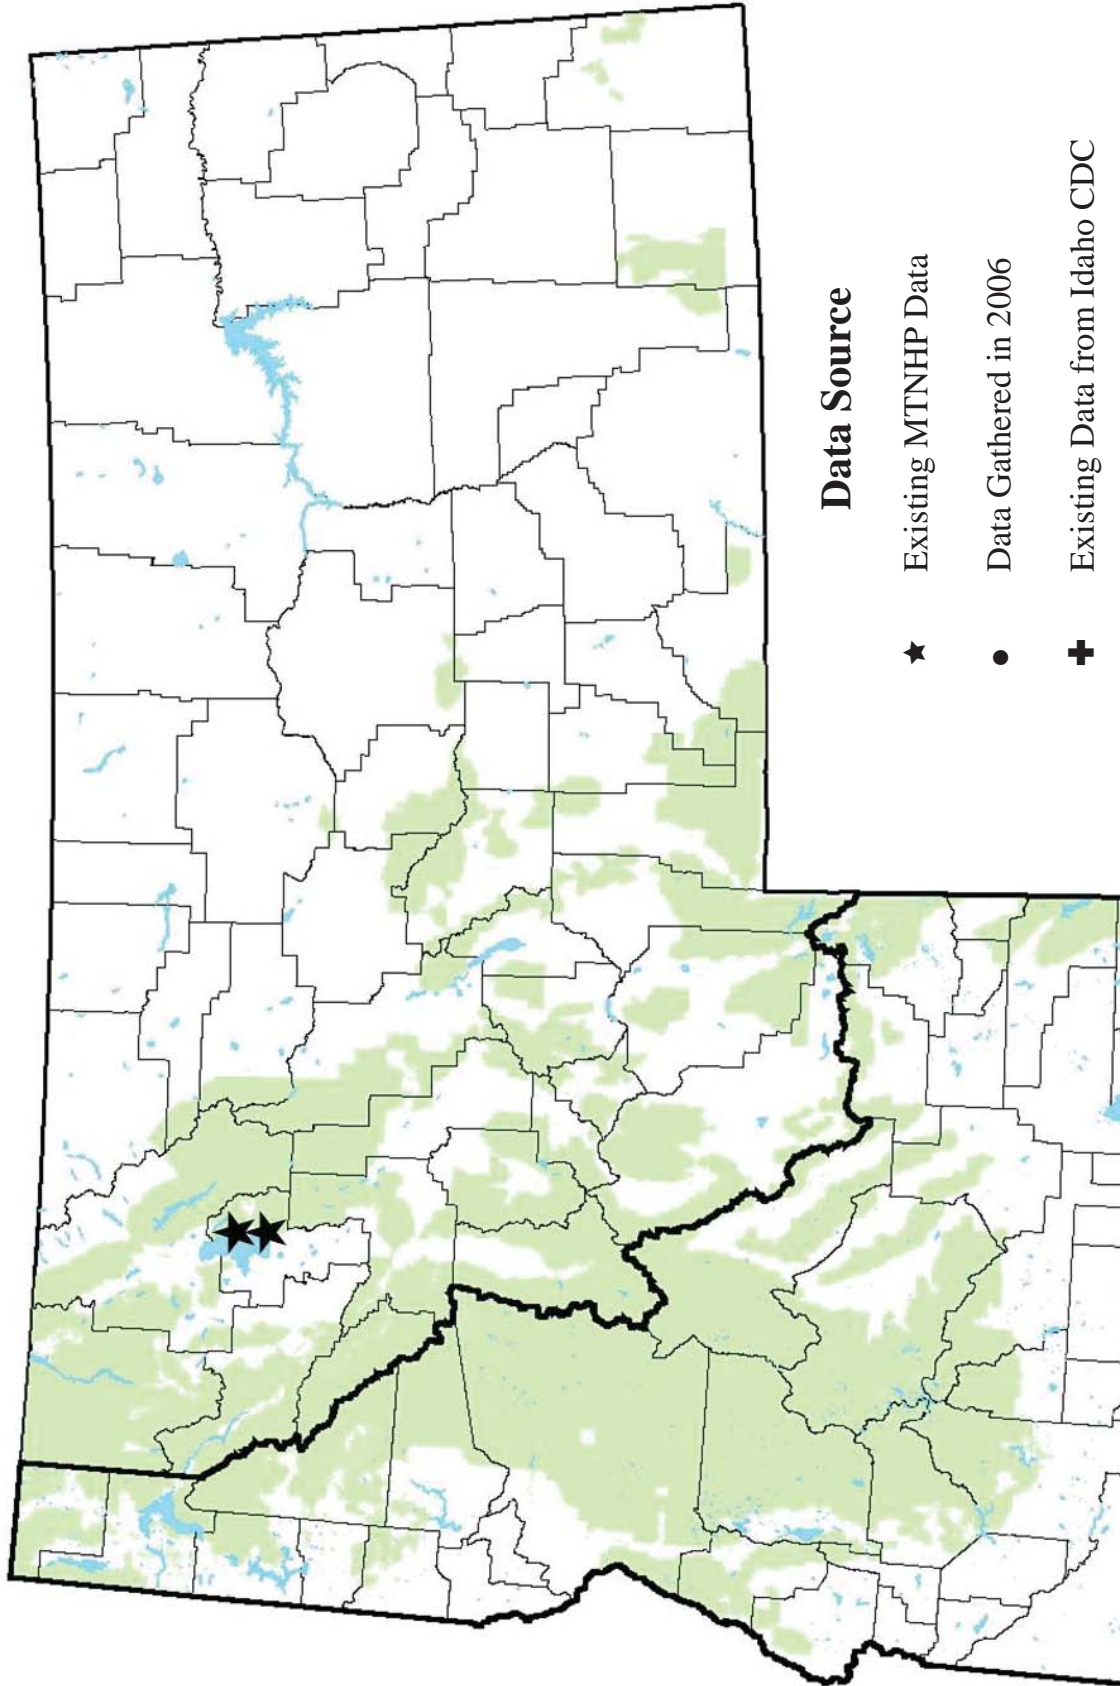 Data Source
Existing MTNHP Data
Data Gathered in 2006
Existing Data from Idaho CDC